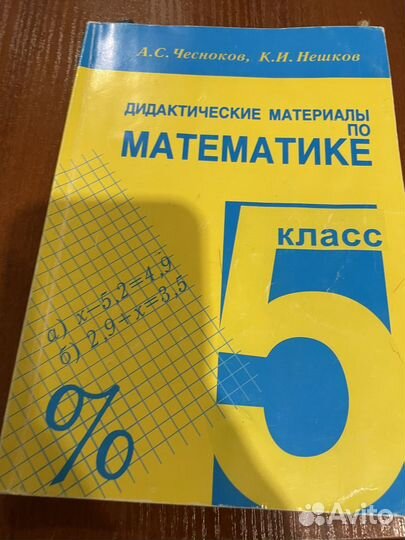 А.С. Чесноков, К.И. Нешков
ДИДАКТИЧЕСКИЕ МАТЕРИАЛЫ
ПО
МАТЕМАТИКЕ
5
класс
а) x−5,2=4,9
б) 2,9+x=3,5
%
Avito